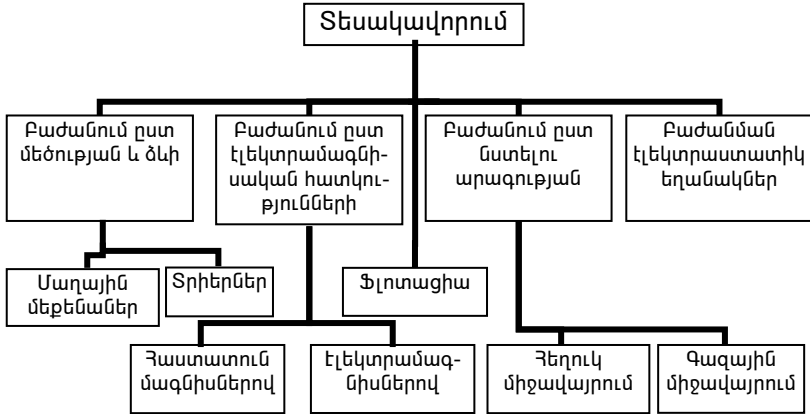 Տեսակավորում
Բաժանում ըստ
մեծության և ձևի
Բաժանում ըստ
էլեկտրամագնի-
սական հատկու-
թյունների
Բաժանում ըստ
նստելու
արագության
Բաժանման
էլեկտրաստատիկ
եղանակներ
Մաղային
մեքենաներ
Տրիերներ
Ֆլոտացիա
Հաստատուն
մագնիսներով
էլեկտրամագ-
նիսներով
Հեղուկ
միջավայրում
Գազային
միջավայրում